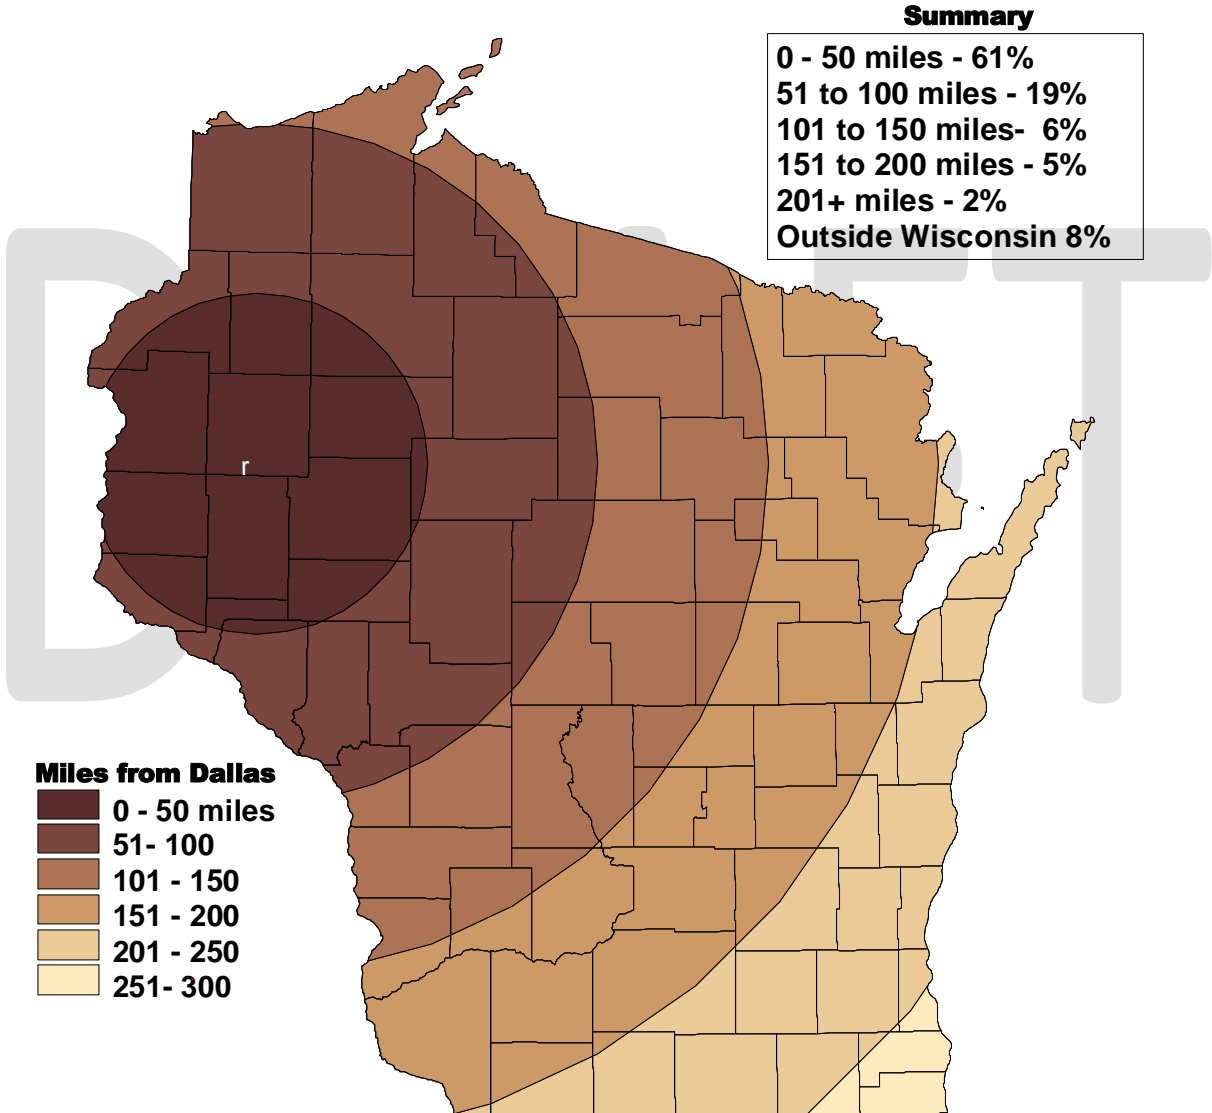 Summary
0 - 50 miles - 61%
51 to 100 miles - 19%
101 to 150 miles-  6%
151 to 200 miles - 5%
201+ miles - 2%
Outside Wisconsin 8%
DRAFT
r
Miles from Dallas
0 - 50 miles
51- 100
101 - 150
151 - 200
201 - 250
251- 300